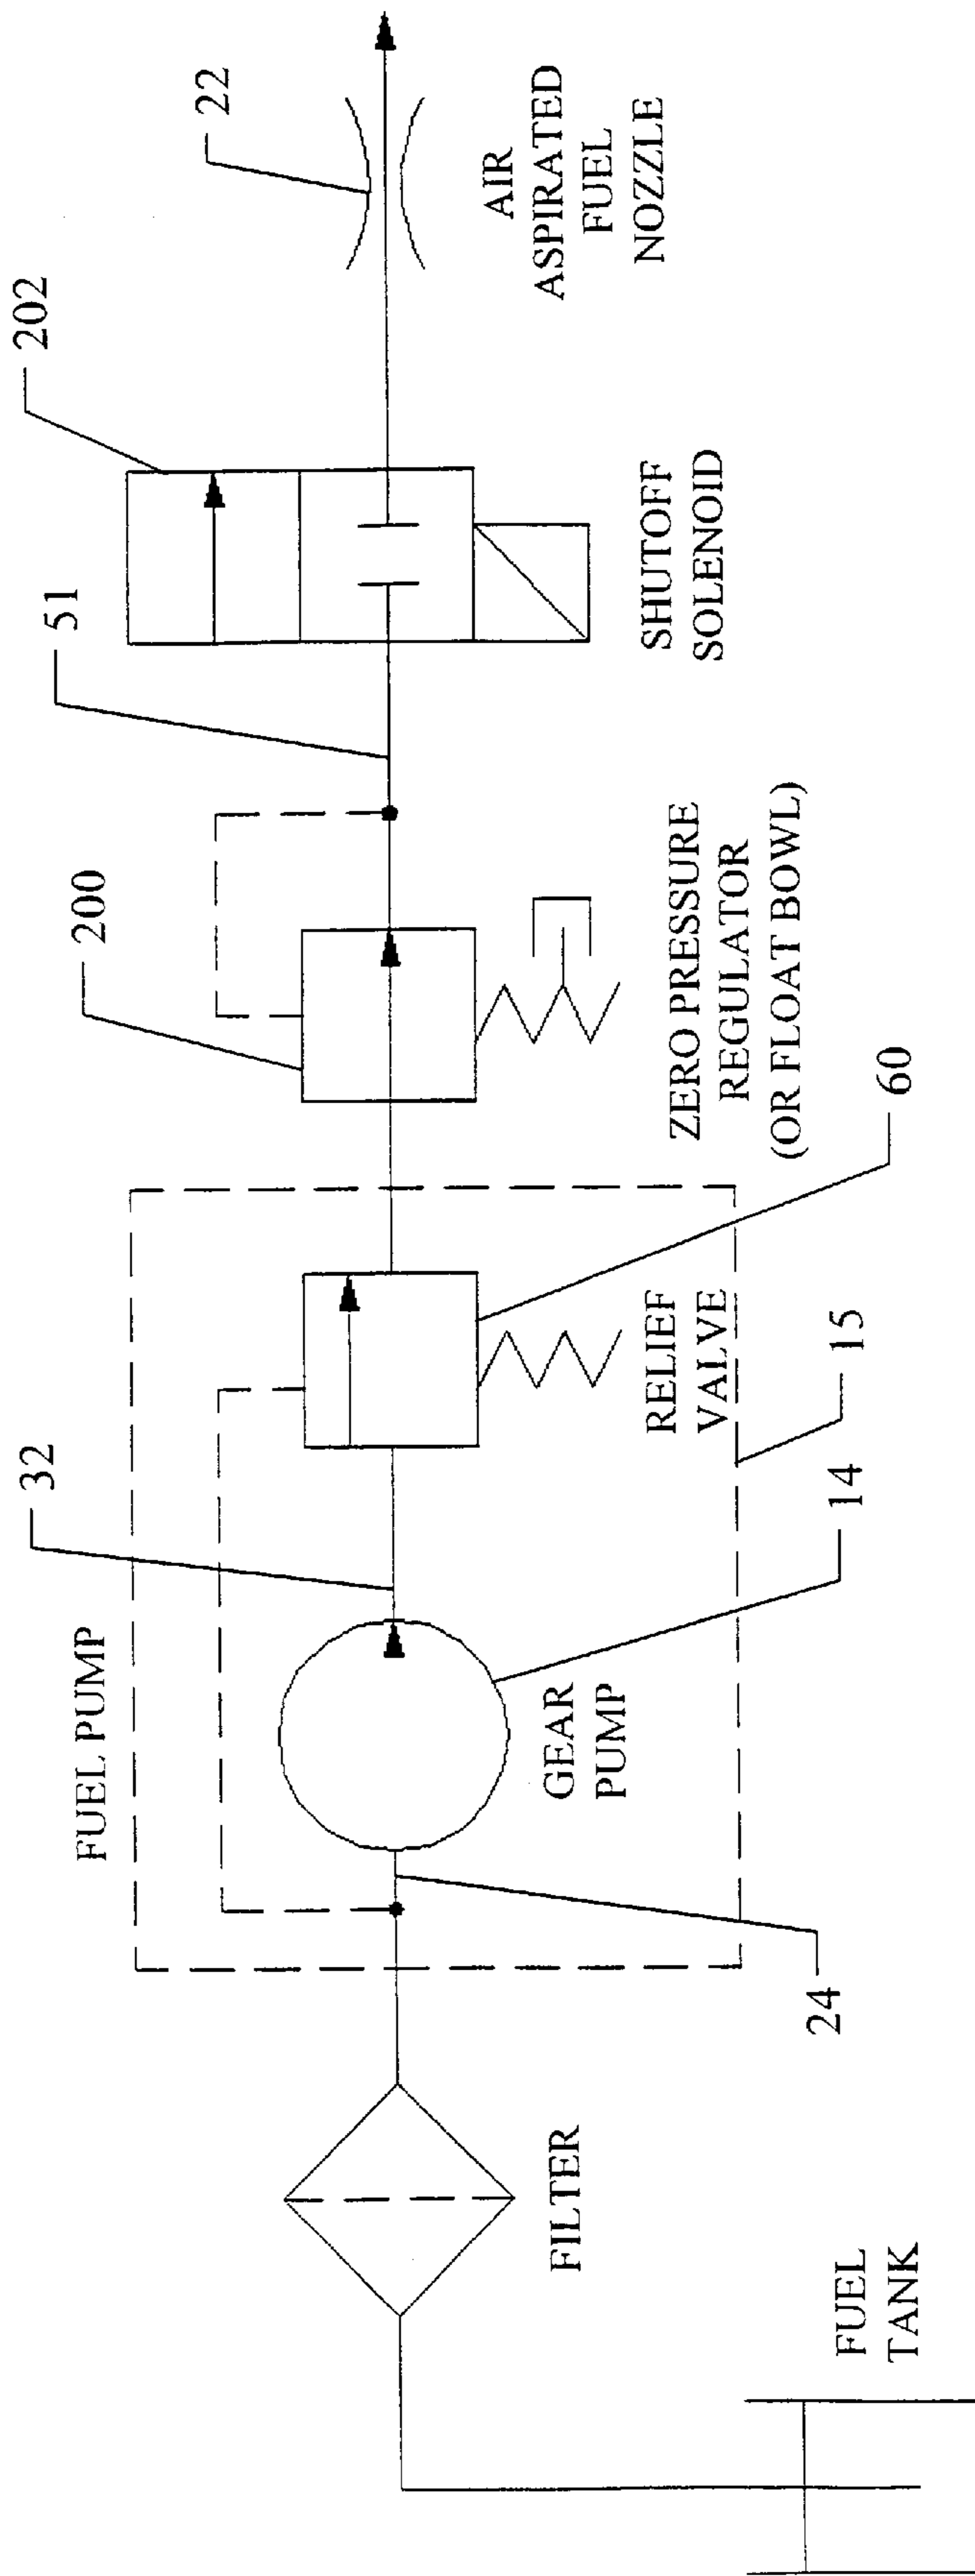 FUEL
TANK
FILTER
FUEL PUMP
24
GEAR
PUMP
14
32
15
RELIEF
VALVE
60
200
ZERO PRESSURE
REGULATOR
(OR FLOAT BOWL)
51
202
SHUTOFF
SOLENOID
22
AIR
ASPIRATED
FUEL
NOZZLE